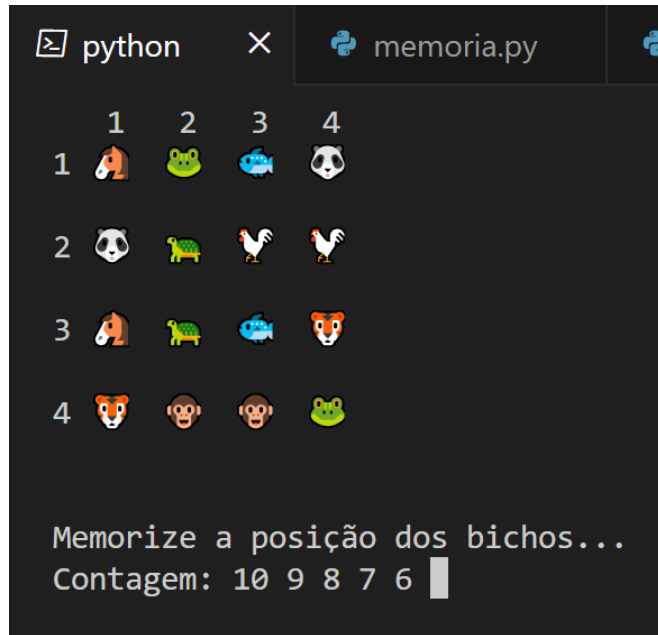 python × memoria.py
1 2 3 4
1
2
3
4
Memorize a posição dos bichos...
Contagem: 10 9 8 7 6